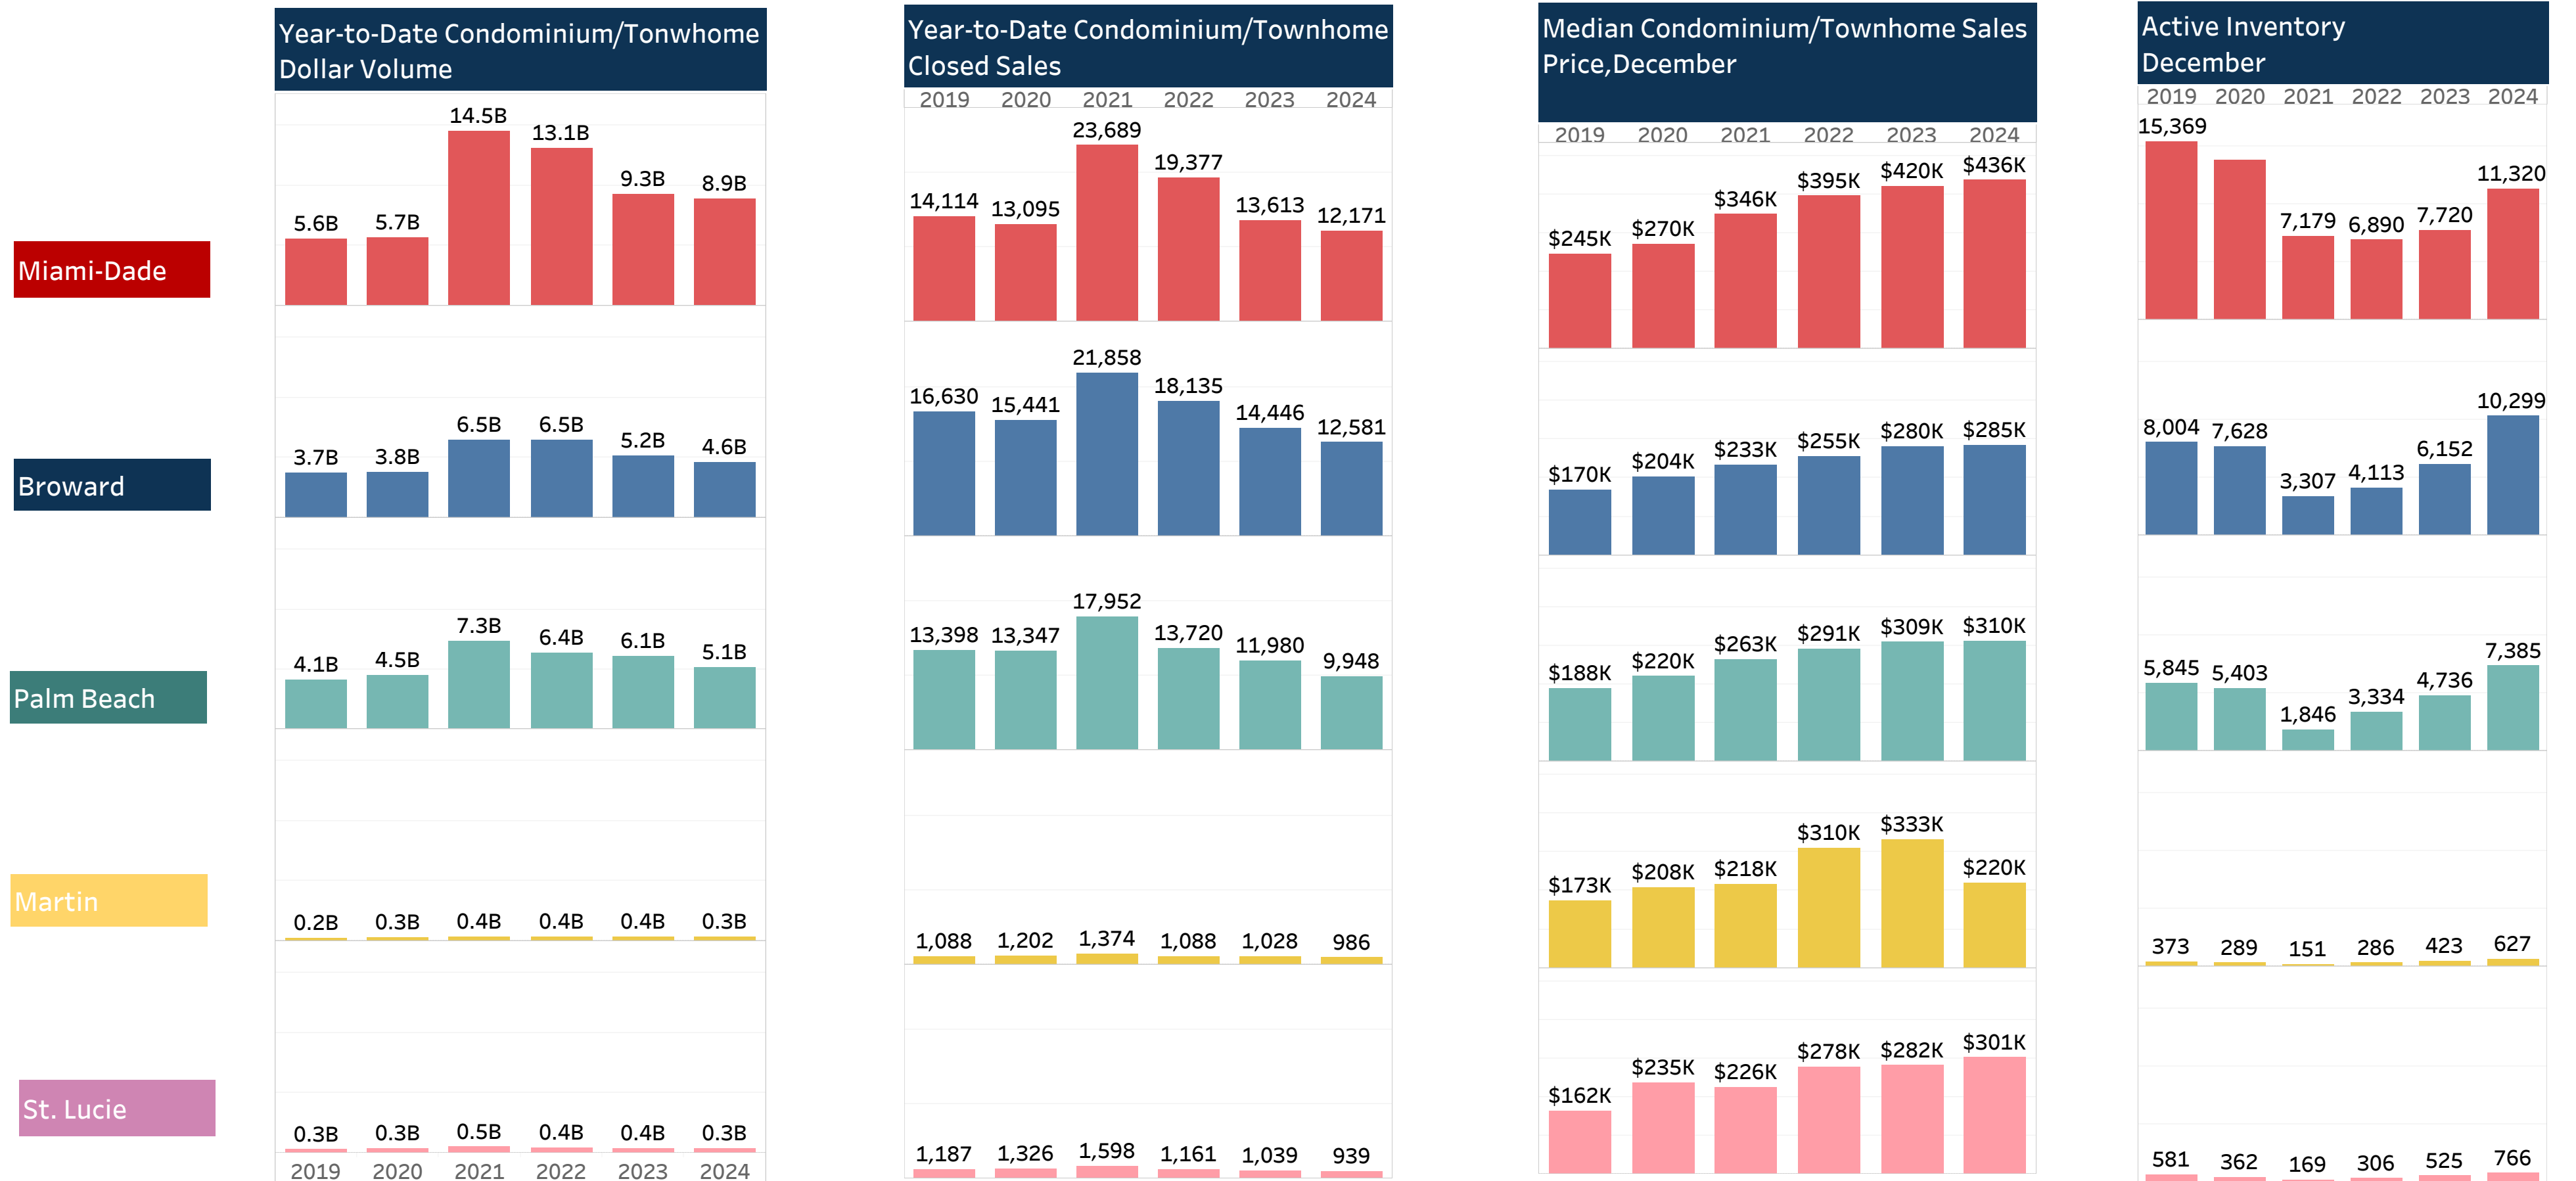 Year-to-Date Condominium/Tonwhome
Dollar Volume
Year-to-Date Condominium/Townhome
Closed Sales
Median Condominium/Townhome Sales
Price,December
Active Inventory
December
2019 2020 2021 2022 2023 2024
2019 2020 2021 2022 2023 2024
2019 2020 2021 2022 2023 2024
Miami-Dade
5.6B 5.7B 14.5B 13.1B 9.3B 8.9B
14,114 13,095 23,689 19,377 13,613 12,171
$245K $270K $346K $395K $420K $436K
15,369 7,179 6,890 7,720 11,320
Broward
3.7B 3.8B 6.5B 6.5B 5.2B 4.6B
16,630 15,441 21,858 18,135 14,446 12,581
$170K $204K $233K $255K $280K $285K
8,004 7,628 3,307 4,113 6,152 10,299
Palm Beach
4.1B 4.5B 7.3B 6.4B 6.1B 5.1B
13,398 13,347 17,952 13,720 11,980 9,948
$188K $220K $263K $291K $309K $310K
5,845 5,403 1,846 3,334 4,736 7,385
Martin
0.2B 0.3B 0.4B 0.4B 0.4B 0.3B
1,088 1,202 1,374 1,088 1,028 986
$173K $208K $218K $310K $333K $220K
373 289 151 286 423 627
St. Lucie
0.3B 0.3B 0.5B 0.4B 0.4B 0.3B
1,187 1,326 1,598 1,161 1,039 939
$162K $235K $226K $278K $282K $301K
581 362 169 306 525 766
2019 2020 2021 2022 2023 2024